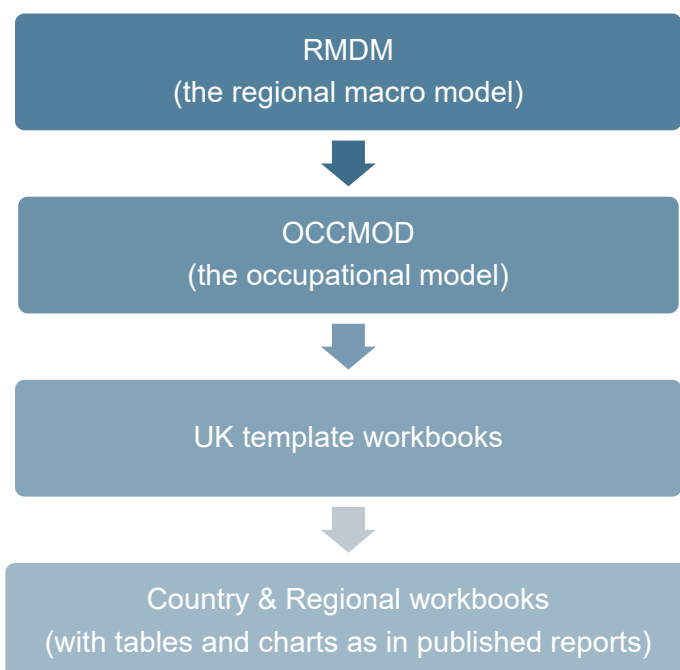 RMDM
(the regional macro model)
OCCMOD
(the occupational model)
UK template workbooks
Country & Regional workbooks
(with tables and charts as in published reports)